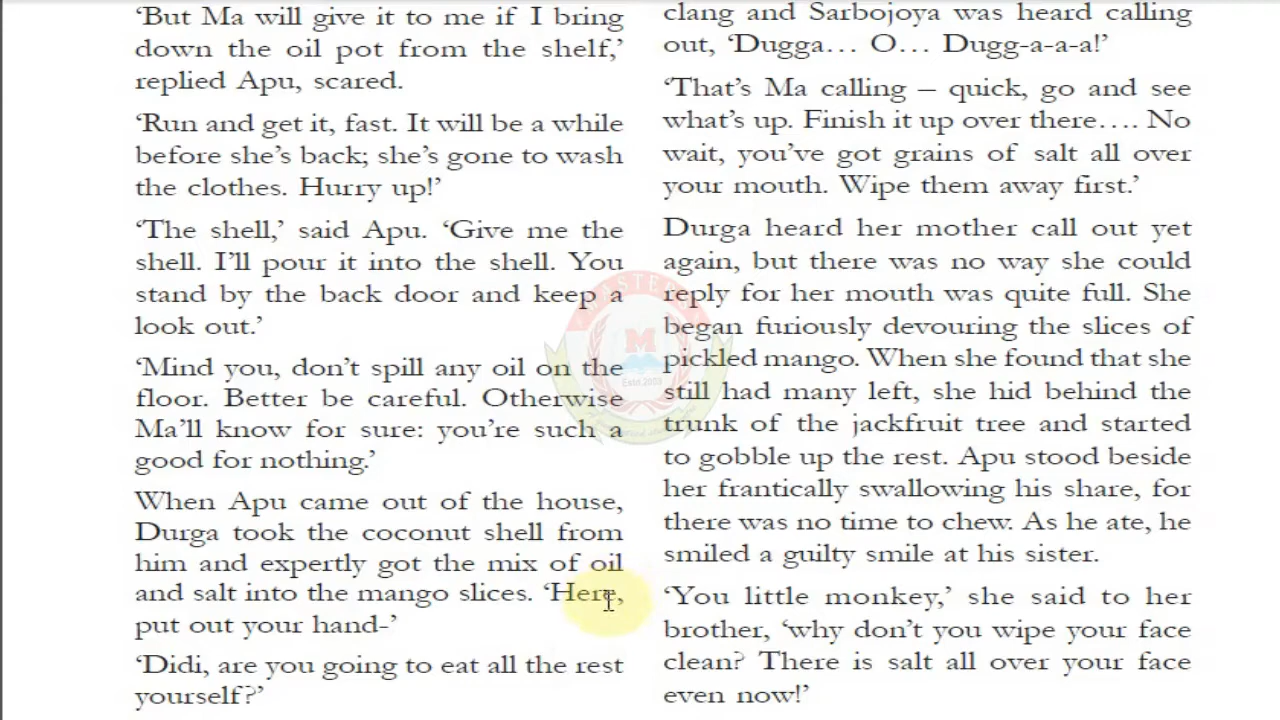 ‘But Ma will give it to me if I bring
down the oil pot from the shelf,’
replied Apu, scared.
‘Run and get it, fast. It will be a while
before she’s back; she’s gone to wash
the clothes. Hurry up!’
‘The shell,’ said Apu. ‘Give me the
shell. I’ll pour it into the shell. You
stand by the back door and keep a
look out.’
‘Mind you, don’t spill any oil on the
floor. Better be careful. Otherwise
Ma’ll know for sure: you’re such a
good for nothing.’
When Apu came out of the house,
Durga took the coconut shell from
him and expertly got the mix of oil
and salt into the mango slices. ‘Here,
put out your hand-’
‘Didi, are you going to eat all the rest
yourself?’
clang and Sarbojoya was heard calling
out, ‘Dugga… O… Dugg-a-a-a!’
‘That’s Ma calling – quick, go and see
what’s up. Finish it up over there…. No
wait, you’ve got grains of salt all over
your mouth. Wipe them away first.’
Durga heard her mother call out yet
again, but there was no way she could
reply for her mouth was quite full. She
began furiously devouring the slices of
pickled mango. When she found that she
still had many left, she hid behind the
trunk of the jackfruit tree and started
to gobble up the rest. Apu stood beside
her frantically swallowing his share, for
there was no time to chew. As he ate, he
smiled a guilty smile at his sister.
‘You little monkey,’ she said to her
brother, ‘why don’t you wipe your face
clean? There is salt all over your face
even now!’
M